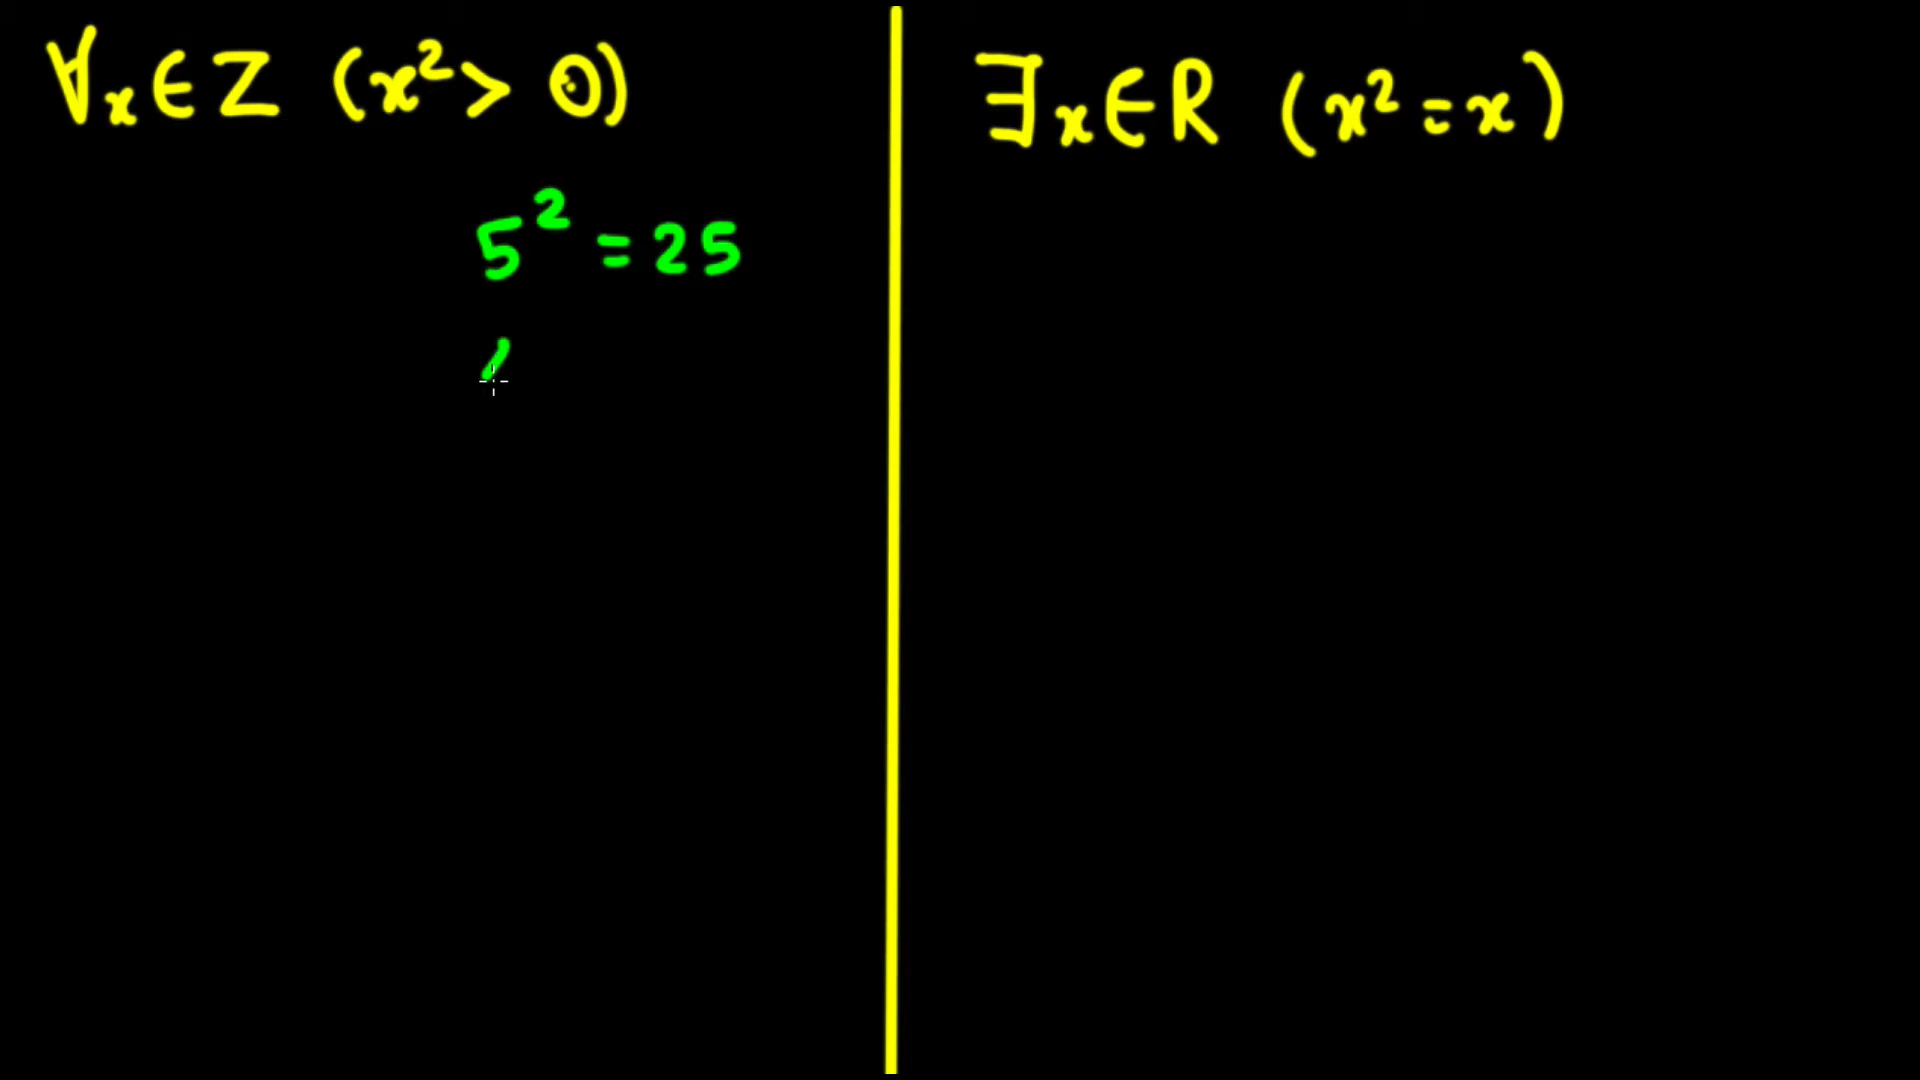 ∀x∈Z (x²> 0)
5² = 25
∃x∈R (x² = x)